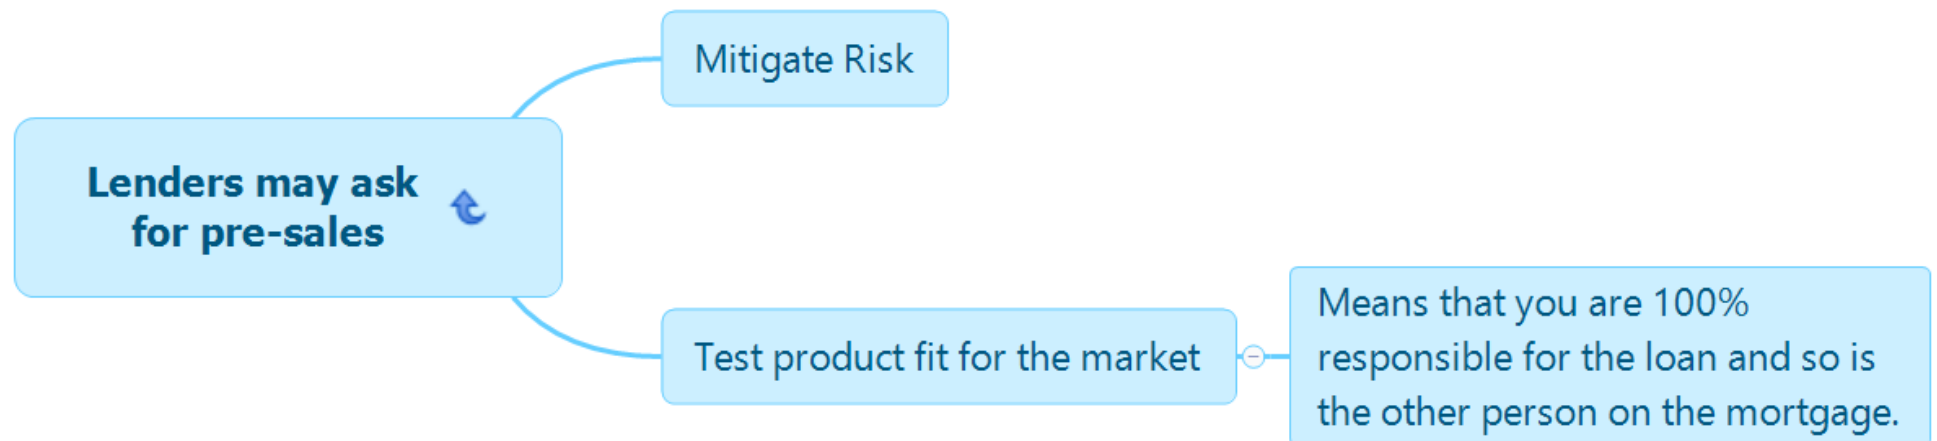 Mitigate Risk
Lenders may ask
for pre-sales
Test product fit for the market
Means that you are 100%
responsible for the loan and so is
the other person on the mortgage.